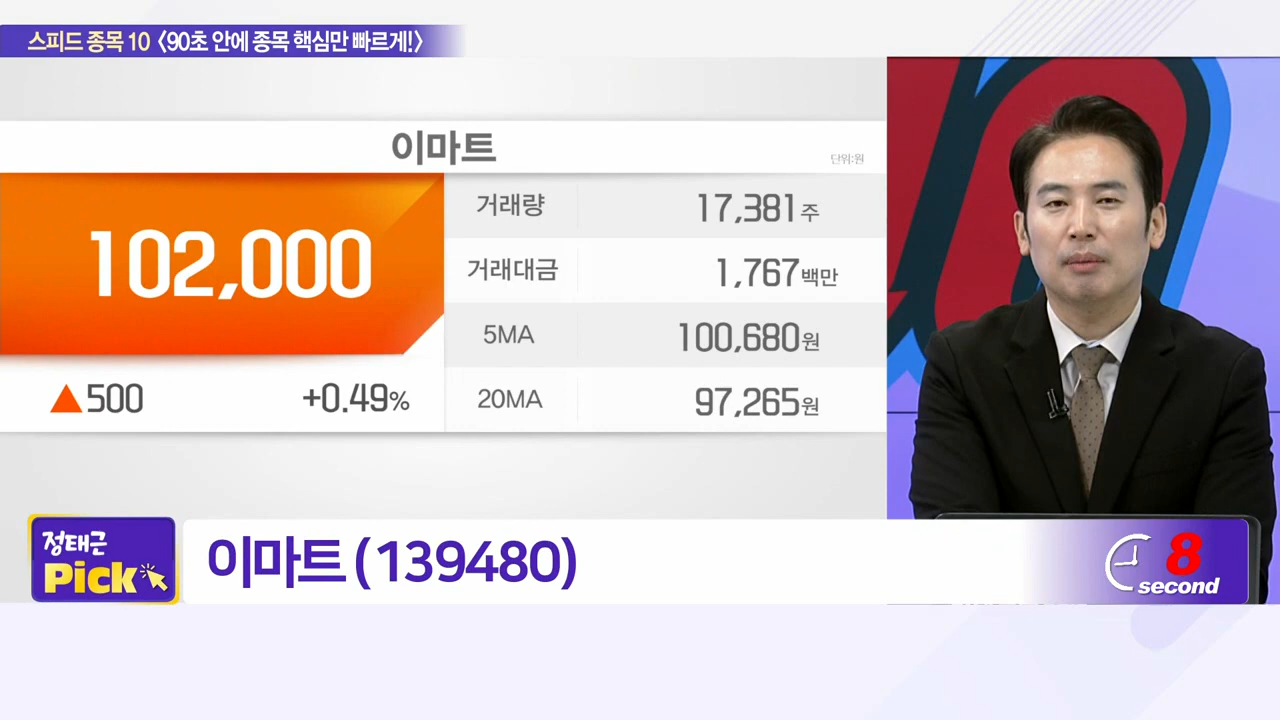 스피드 종목 10 〈90초 안에 종목 핵심만 빠르게!〉
이마트
단위:원
102,000
▲500 +0.49%
거래량 17,381주
거래대금 1,767백만
5MA 100,680원
20MA 97,265원
정태근
Pick
이마트 (139480)
8
second